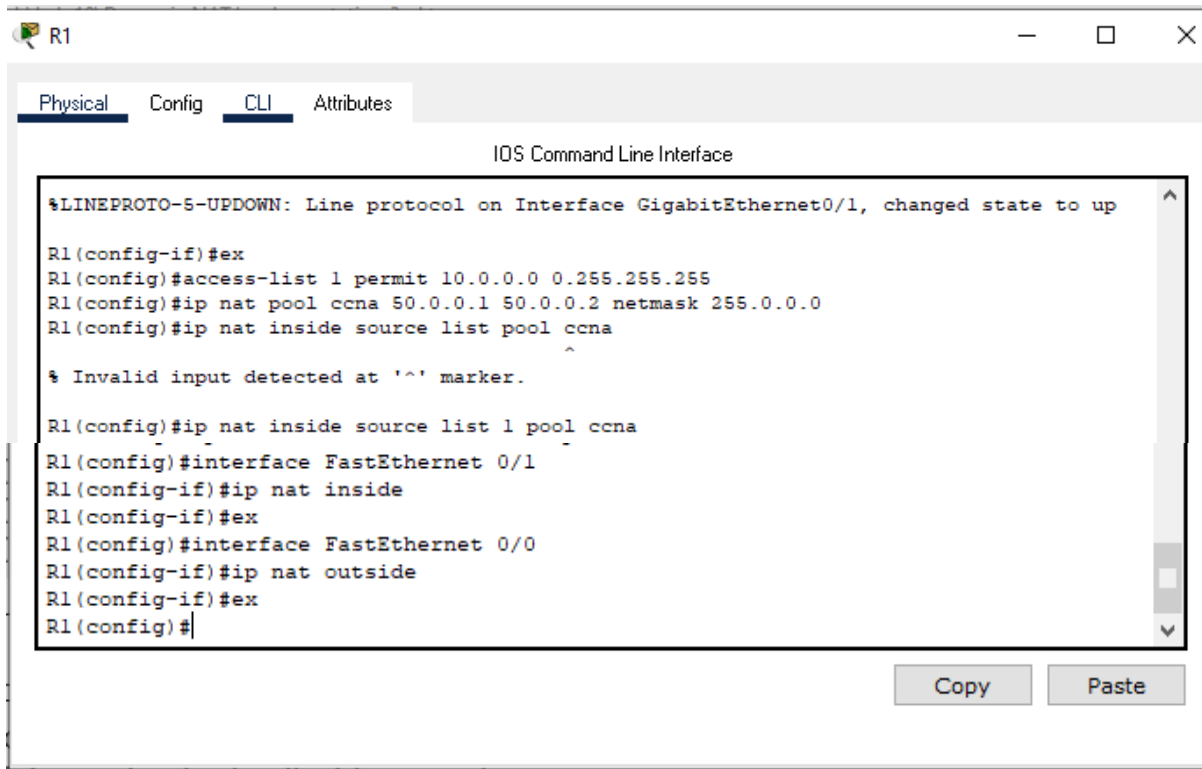 R1
Physical Config CLI Attributes
IOS Command Line Interface
%LINEPROTO-5-UPDOWN: Line protocol on Interface GigabitEthernet0/1, changed state to up
R1(config-if)#ex
R1(config)#access-list 1 permit 10.0.0.0 0.255.255.255
R1(config)#ip nat pool ccna 50.0.0.1 50.0.0.2 netmask 255.0.0.0
R1(config)#ip nat inside source list pool ccna
^
% Invalid input detected at '^' marker.
R1(config)#ip nat inside source list 1 pool ccna
R1(config)#interface FastEthernet 0/1
R1(config-if)#ip nat inside
R1(config-if)#ex
R1(config)#interface FastEthernet 0/0
R1(config-if)#ip nat outside
R1(config-if)#ex
R1(config)#
Copy Paste